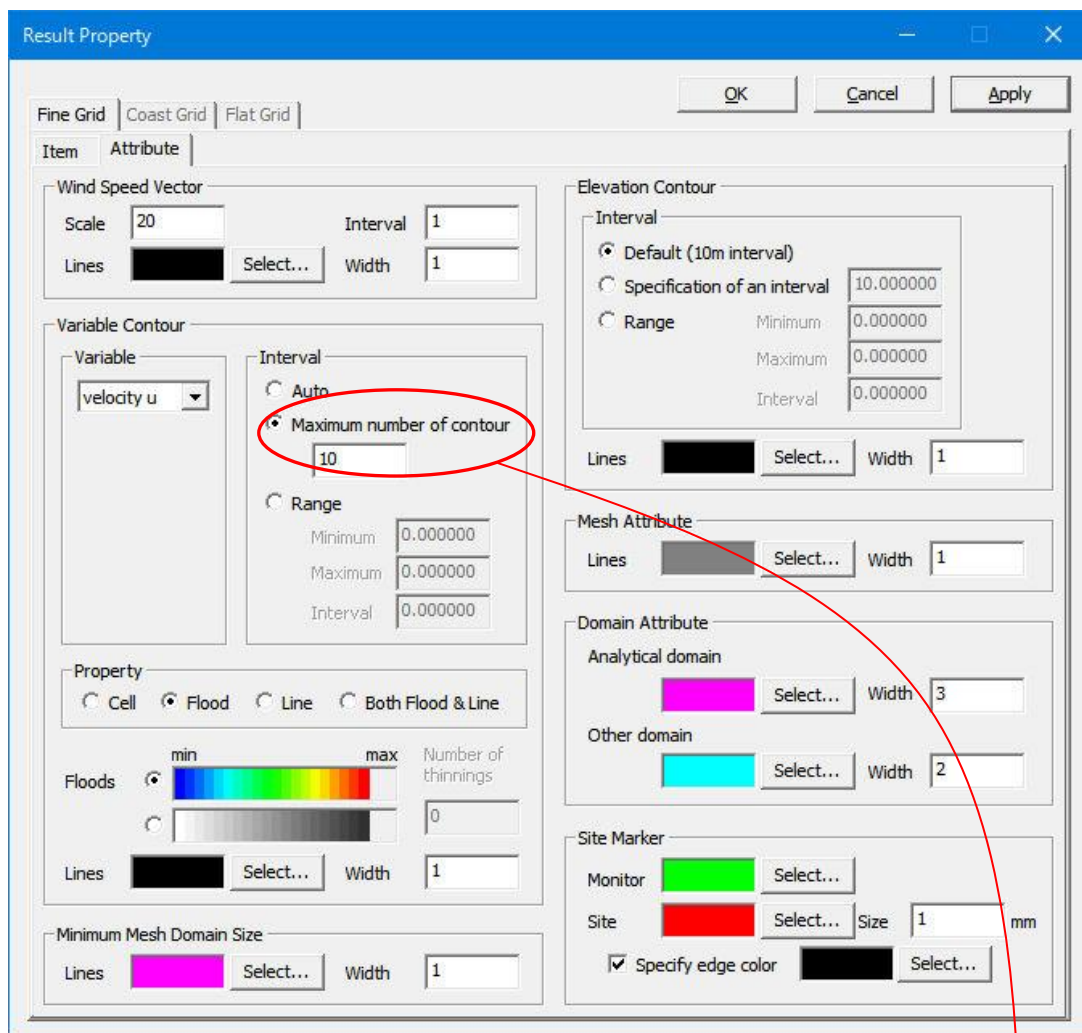 Result Property
OK Cancel Apply
Fine Grid Coast Grid Flat Grid
Item Attribute
Wind Speed Vector
Scale 20 Interval 1
Lines Select... Width 1
Variable Contour
Variable
velocity u
Interval
Auto
Maximum number of contour
10
Range
Minimum 0.000000
Maximum 0.000000
Interval 0.000000
Property
Cell Flood Line Both Flood & Line
min max Number of
thinnings
Floods
0
Lines Select... Width 1
Minimum Mesh Domain Size
Lines Select... Width 1
Elevation Contour
Interval
Default (10m interval)
Specification of an interval 10.000000
Range Minimum 0.000000
Maximum 0.000000
Interval 0.000000
Lines Select... Width 1
Mesh Attribute
Lines Select... Width 1
Domain Attribute
Analytical domain
Select... Width 3
Other domain
Select... Width 2
Site Marker
Monitor Select...
Site Select... Size 1 mm
Specify edge color Select...